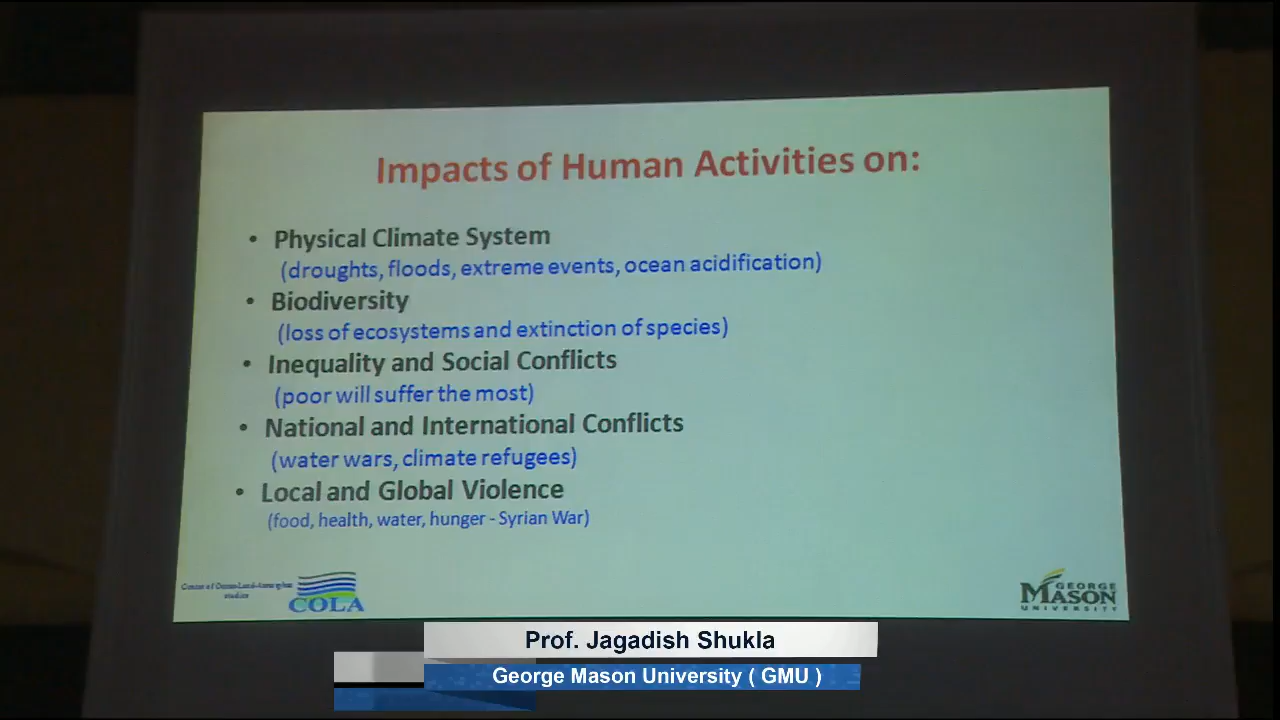 Impacts of Human Activities on:
• Physical Climate System
(droughts, floods, extreme events, ocean acidification)
• Biodiversity
(loss of ecosystems and extinction of species)
• Inequality and Social Conflicts
(poor will suffer the most)
• National and International Conflicts
(water wars, climate refugees)
• Local and Global Violence
(food, health, water, hunger - Syrian War)
studies
COLA
GEORGE
MASON
UNIVERSITY
Prof. Jagadish Shukla
George Mason University ( GMU )